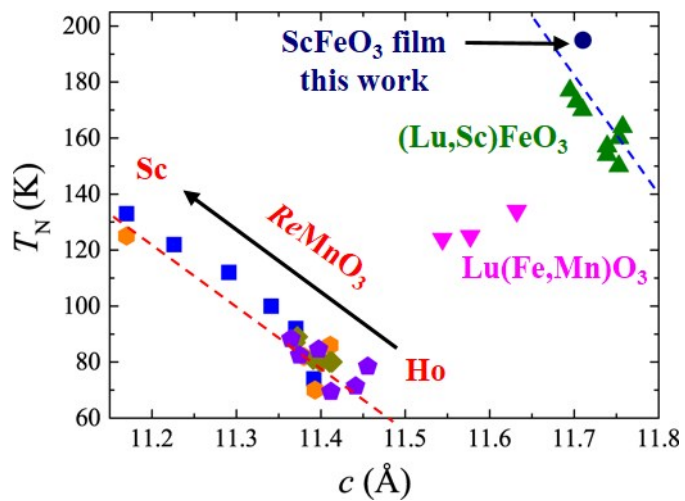 200
180
160
140
120
100
80
60
T_N (K)
ScFeO₃ film
this work
(Lu,Sc)FeO₃
Sc
ReMnO₃
Lu(Fe,Mn)O₃
Ho
11.2 11.3 11.4 11.5 11.6 11.7 11.8
c (Å)